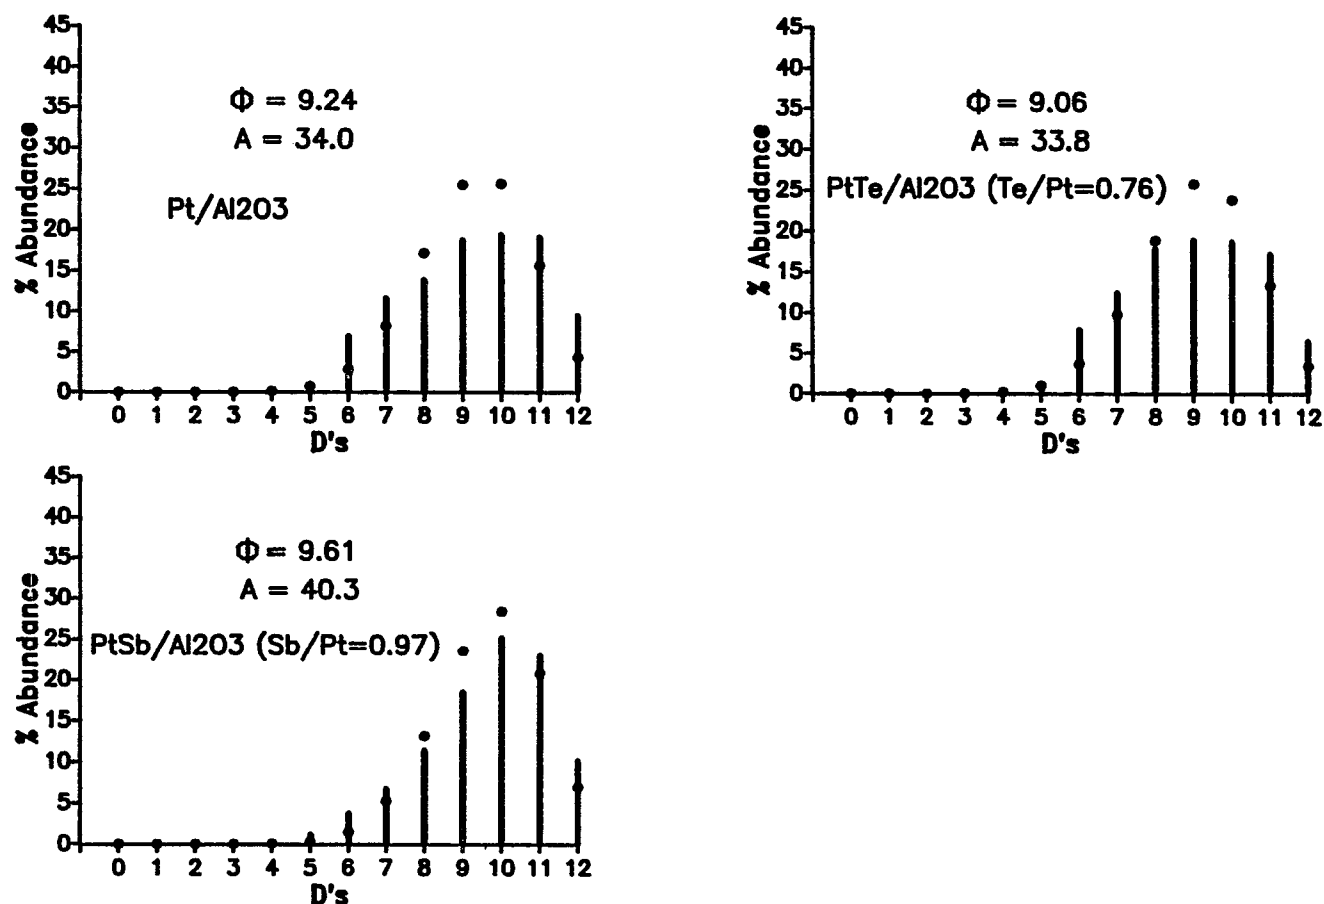 45
40
35
30
25
20
15
10
5
0
% Abundance
Φ = 9.24
A = 34.0
Pt/Al2O3
0 1 2 3 4 5 6 7 8 9 10 11 12
D's
45
40
35
30
25
20
15
10
5
0
% Abundance
Φ = 9.06
A = 33.8
PtTe/Al2O3 (Te/Pt=0.76)
0 1 2 3 4 5 6 7 8 9 10 11 12
D's
45
40
35
30
25
20
15
10
5
0
% Abundance
Φ = 9.61
A = 40.3
PtSb/Al2O3 (Sb/Pt=0.97)
0 1 2 3 4 5 6 7 8 9 10 11 12
D's